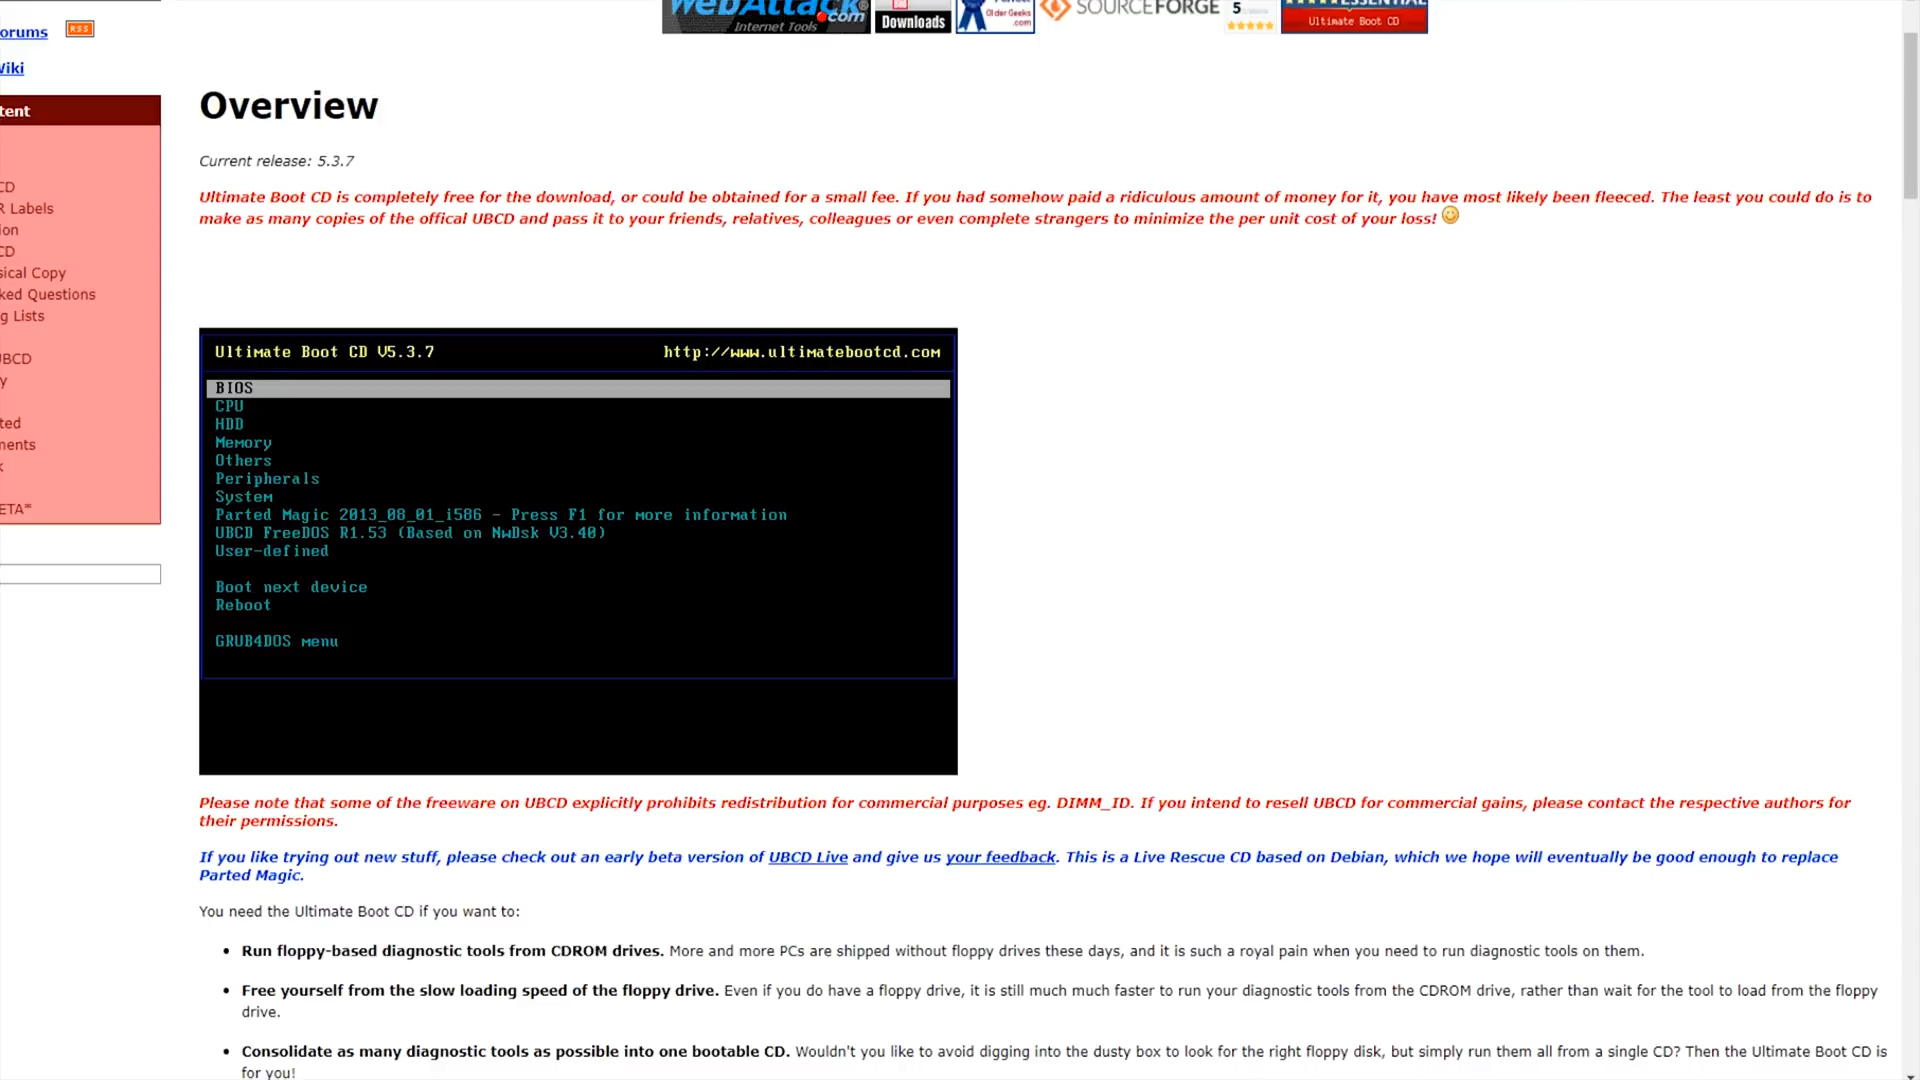 WebAttack®
.com
Internet Tools
Downloads
Older Geeks
.com
SOURCEFORGE
5
Ultimate Boot CD
orums
RSS
Viki
tent
CD
R Labels
ion
CD
sical Copy
ked Questions
g Lists
JBCD
y
ted
ments
k
ETA*
Overview
Current release: 5.3.7
Ultimate Boot CD is completely free for the download, or could be obtained for a small fee. If you had somehow paid a ridiculous amount of money for it, you have most likely been fleeced. The least you could do is to
make as many copies of the offical UBCD and pass it to your friends, relatives, colleagues or even complete strangers to minimize the per unit cost of your loss!
Ultimate Boot CD V5.3.7 http://www.ultimatebootcd.com
BIOS
CPU
HDD
Memory
Others
Peripherals
System
Parted Magic 2013_08_01_i586 - Press F1 for more information
UBCD FreeDOS R1.53 (Based on NwDsk V3.40)
User-defined
Boot next device
Reboot
GRUB4DOS menu
Please note that some of the freeware on UBCD explicitly prohibits redistribution for commercial purposes eg. DIMM_ID. If you intend to resell UBCD for commercial gains, please contact the respective authors for
their permissions.
If you like trying out new stuff, please check out an early beta version of UBCD Live and give us your feedback. This is a Live Rescue CD based on Debian, which we hope will eventually be good enough to replace
Parted Magic.
You need the Ultimate Boot CD if you want to:
• Run floppy-based diagnostic tools from CDROM drives. More and more PCs are shipped without floppy drives these days, and it is such a royal pain when you need to run diagnostic tools on them.
• Free yourself from the slow loading speed of the floppy drive. Even if you do have a floppy drive, it is still much much faster to run your diagnostic tools from the CDROM drive, rather than wait for the tool to load from the floppy
drive.
• Consolidate as many diagnostic tools as possible into one bootable CD. Wouldn't you like to avoid digging into the dusty box to look for the right floppy disk, but simply run them all from a single CD? Then the Ultimate Boot CD is
for you!